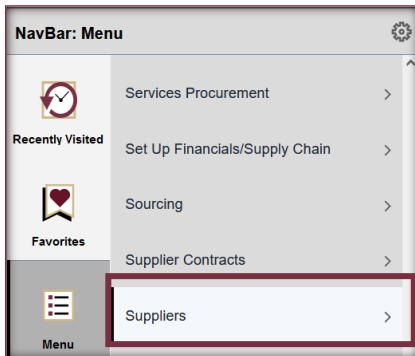 NavBar: Menu
Recently Visited
Favorites
Menu
Services Procurement
Set Up Financials/Supply Chain
Sourcing
Supplier Contracts
Suppliers